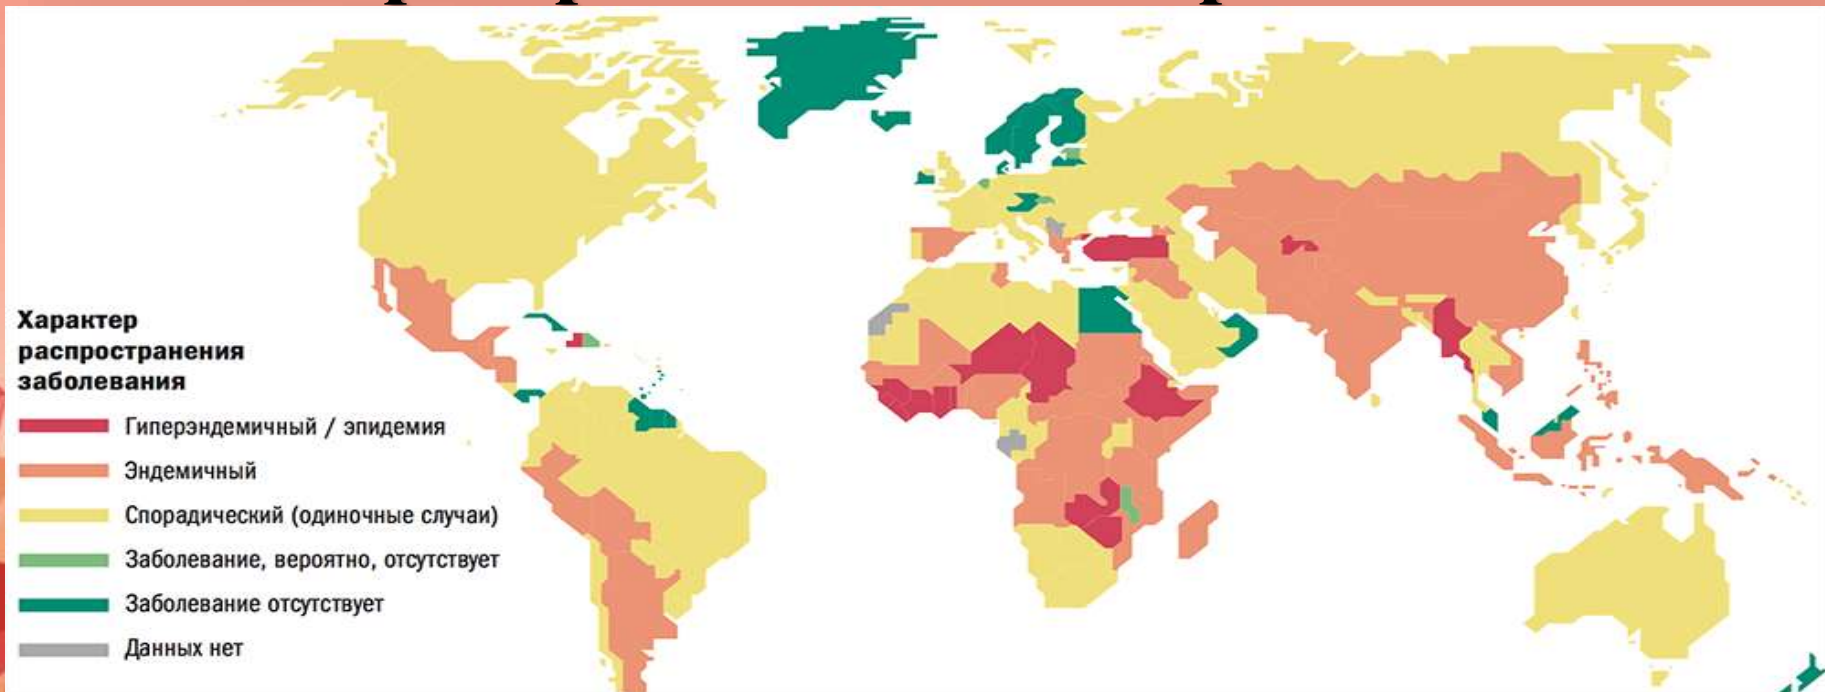 Характер
распространения
заболевания
Гиперэндемичный / эпидемия
Эндемичный
Спорадический (одиночные случаи)
Заболевание, вероятно, отсутствует
Заболевание отсутствует
Данных нет